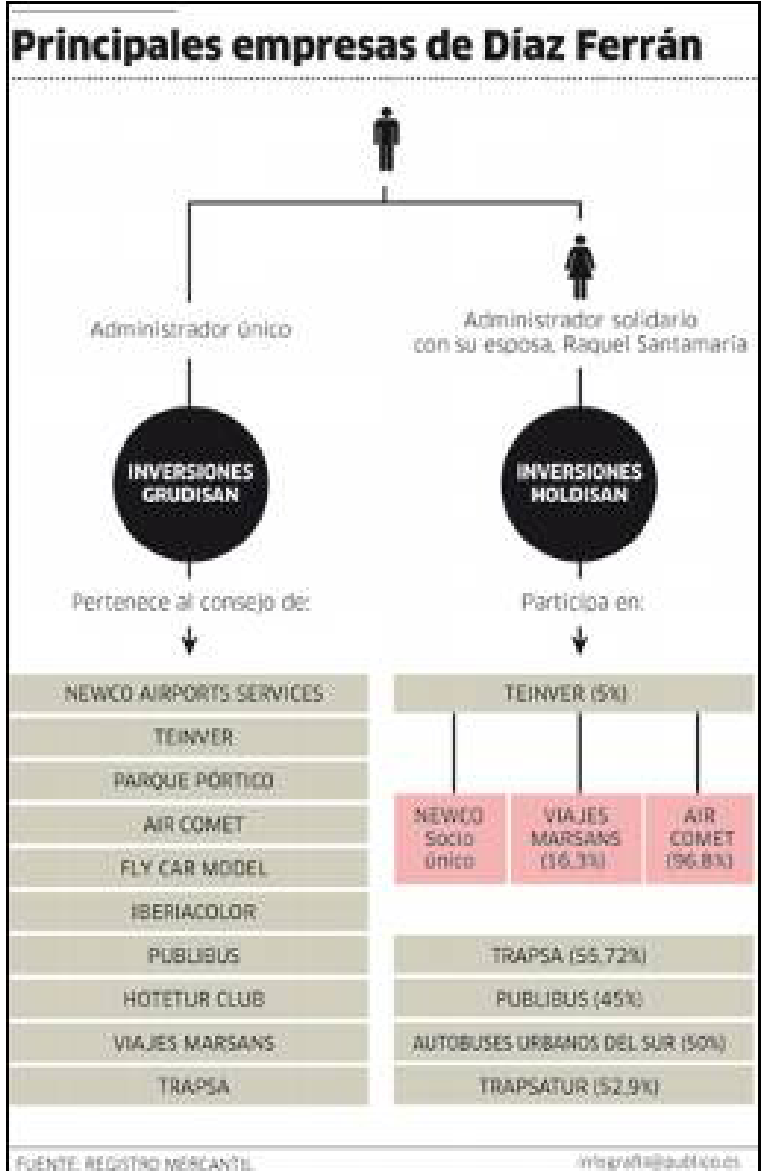 Principales empresas de Díaz Ferrán
Administrador único
Administrador solidario
con su esposa, Raquel Santamaría
INVERSIONES
GRUDISAN
INVERSIONES
HOLDISAN
Pertenece al consejo de:
Participa en:
NEWCO AIRPORTS SERVICES
TEINVER
PARQUE PÓRTICO
AIR COMET
FLY CAR MODEL
IBERIACOLOR
PUBLIBUS
HOTETUR CLUB
VIAJES MARSANS
TRAPSA
TEINVER (5%)
NEWCO
Socio
único
VIAJES
MARSANS
(16,3%)
AIR
COMET
(96,8%)
TRAPSA (55,72%)
PUBLIBUS (45%)
AUTOBUSES URBANOS DEL SUR (50%)
TRAPSATUR (52,9%)
FUENTE: REGISTRO MERCANTIL
infografia@publico.es